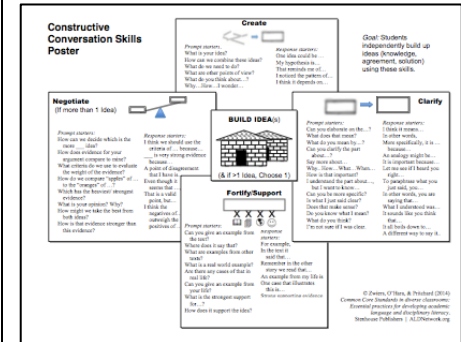 Constructive
Conversation Skills
Poster
Create
Prompt starters:
What is your idea?
How can we combine these ideas?
What do we need to do?
What are other points of view?
What do you think about…?
Why…How…I wonder…
Response starters:
One idea could be…
My hypothesis is…
That reminds me of…
I noticed the pattern of…
I think it depends on…
Goal: Students
independently build up
ideas (knowledge,
agreement, solution)
using these skills.
Negotiate
(If more than 1 Idea)
Prompt starters:
How can we decide which is the
more ___ idea?
How does evidence for your
argument compare to mine?
What criteria do we use to evaluate
the weight of the evidence?
How do we compare "apples" of…
to the "oranges" of…?
Which has the heaviest/ strongest
evidence?
What is your opinion? Why?
How might we take the best from
both ideas?
How is that evidence stronger than
this evidence?
Response starters:
I think we should use the
criteria of … because…
___ is very strong evidence
because…
A point of disagreement
that I have is…
Even though it
seems that…
That is a valid
point, but…
I think the
negatives of…
outweigh the
positives of…
BUILD IDEA(s)
(& if >1 Idea, Choose 1)
Clarify
Prompt starters:
Can you elaborate on the…?
What does that mean?
What do you mean by…?
Can you clarify the part
about…?
Say more about…
Why…How…What…When…
How is that important?
I understand the part about…,
but I want to know…
Can you be more specific?
In what I just said clear?
Does that make sense?
Do you know what I mean?
What do you think?
I'm not sure if I was clear.
Response starters:
I think it means…
In other words,
More specifically, it is
because…
An analogy might be…
It is important because…
Let me see if I heard you
right…
To paraphrase what you
just said, you…
In other words, you are
saying that…
What I understood was…
It sounds like you think
that…
It all boils down to…
A different way to say it.
Fortify/Support
X X X X
Prompt starters:
Can you give an example from
the text?
Where does it say that?
What are examples from other
texts?
What is a real world example?
Are there any cases of that in
real life?
Can you give an example from
your life?
What is the strongest support
for…?
How does it support the idea?
Response
starters:
For example,
In the text it
said that…
Remember in the other
story we read that…
An example from my life is
One case that illustrates
this is…
Strong supporting evidence
© Zwiers, O'Hara, & Pritchard (2014)
Common Core Standards in diverse classrooms:
Essential practices for developing academic
language and disciplinary literacy.
Stenhouse Publishers | ALDNetwork.org